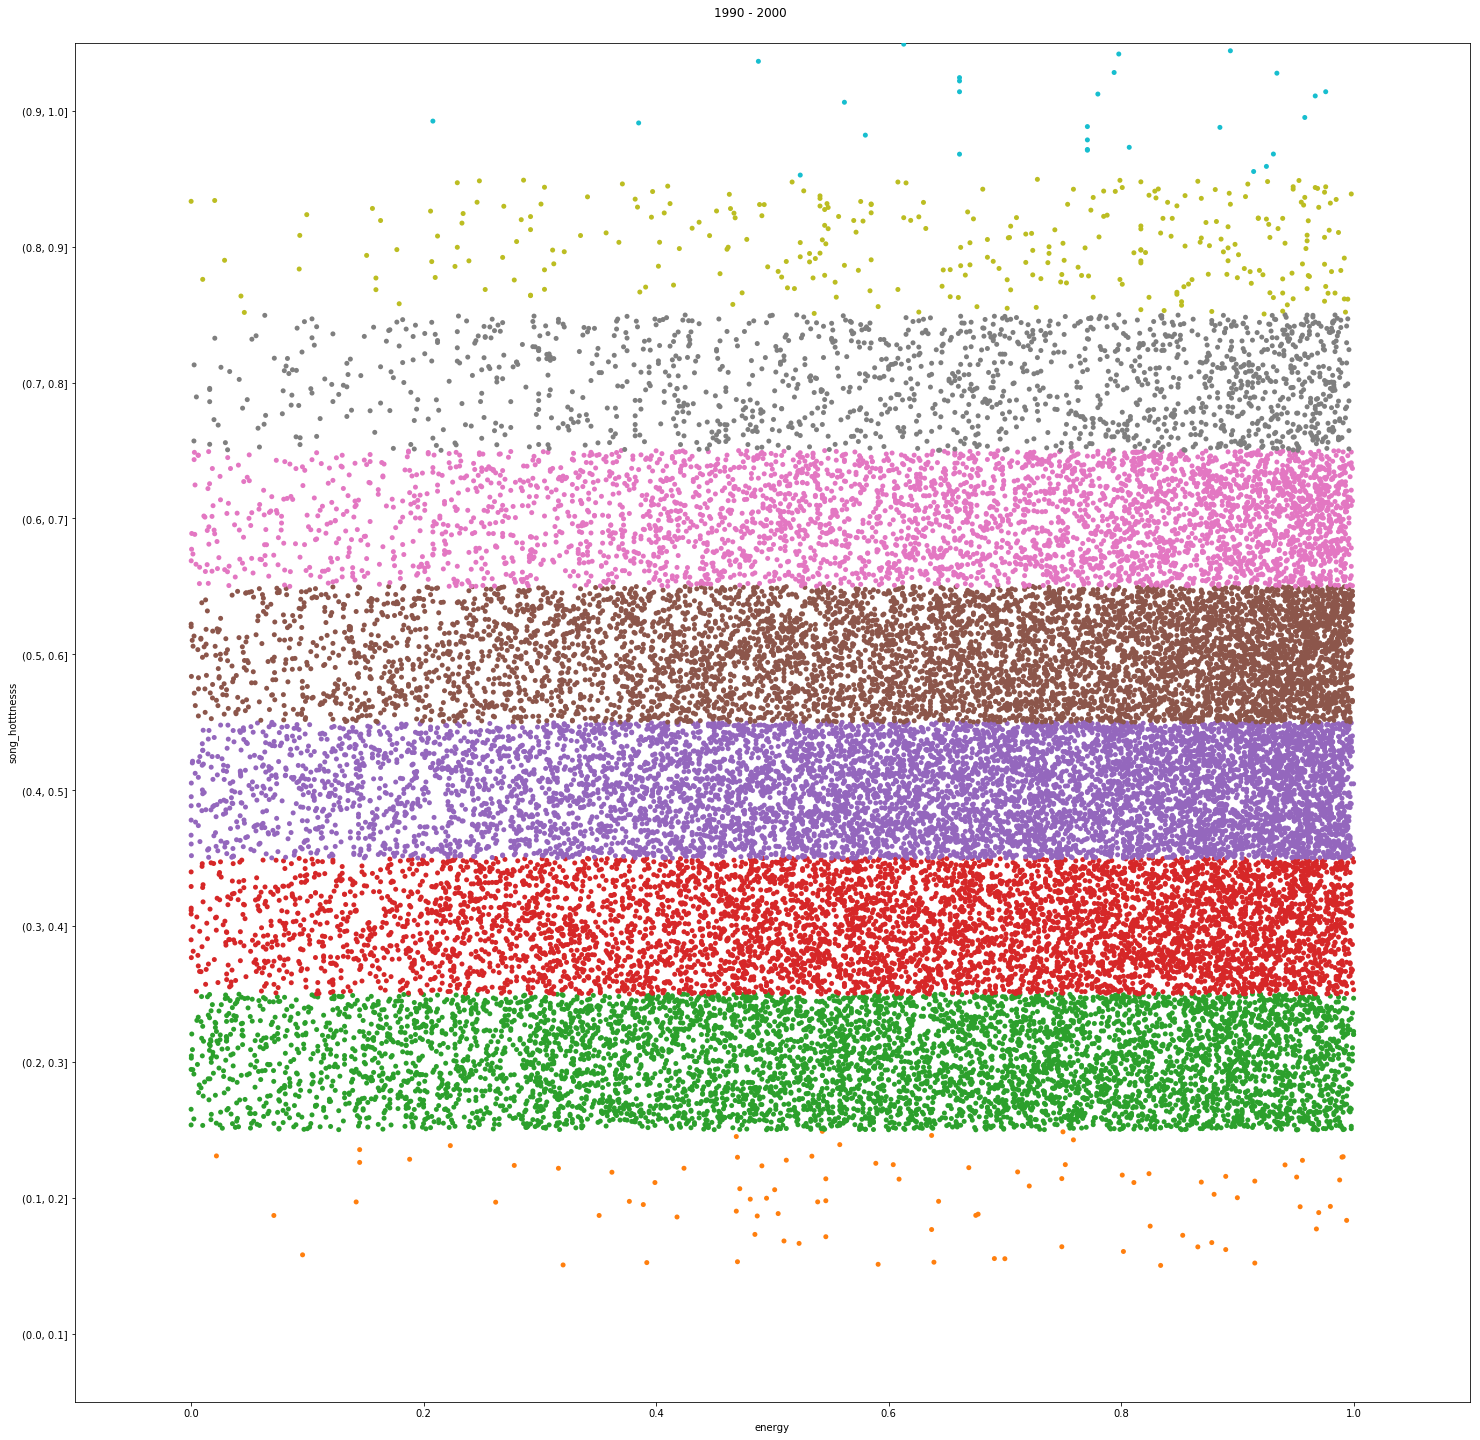 1990 - 2000
(0.9, 1.0]
(0.8, 0.9]
(0.7, 0.8]
(0.6, 0.7]
(0.5, 0.6]
(0.4, 0.5]
(0.3, 0.4]
(0.2, 0.3]
(0.1, 0.2]
(0.0, 0.1]
song_hotttnesss
0.0 0.2 0.4 0.6 0.8 1.0
energy